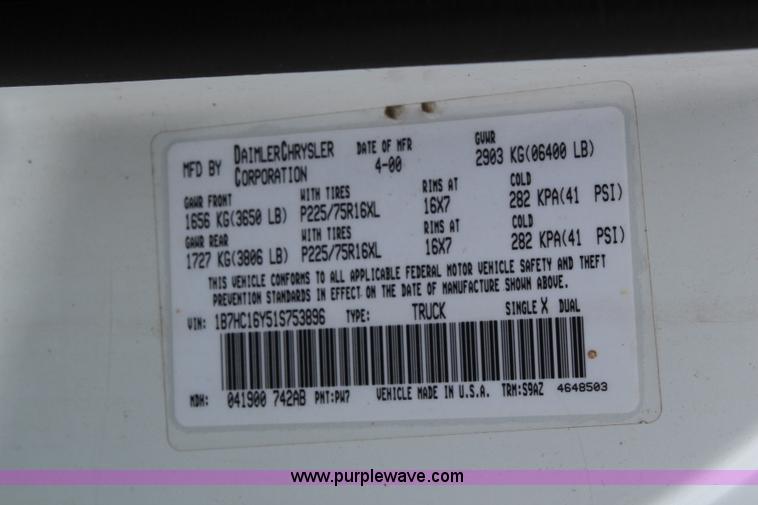 MFD BY DAIMLERCHRYSLER CORPORATION DATE OF MFR 4-00 GVWR 2903 KG(06400 LB)
GAWR FRONT WITH TIRES RIMS AT COLD
1656 KG(3650 LB) P225/75R16XL 16X7 282 KPA(41 PSI)
GAWR REAR WITH TIRES RIMS AT COLD
1727 KG(3806 LB) P225/75R16XL 16X7 282 KPA(41 PSI)
THIS VEHICLE CONFORMS TO ALL APPLICABLE FEDERAL MOTOR VEHICLE SAFETY AND THEFT
PREVENTION STANDARDS IN EFFECT ON THE DATE OF MANUFACTURE SHOWN ABOVE.
VIN: 1B7HC16Y51S753896 TYPE: TRUCK SINGLE X DUAL
MDH: 041900 742AB PNT:PW7 VEHICLE MADE IN U.S.A. TRM:S9AZ 4648503
www.purplewave.com